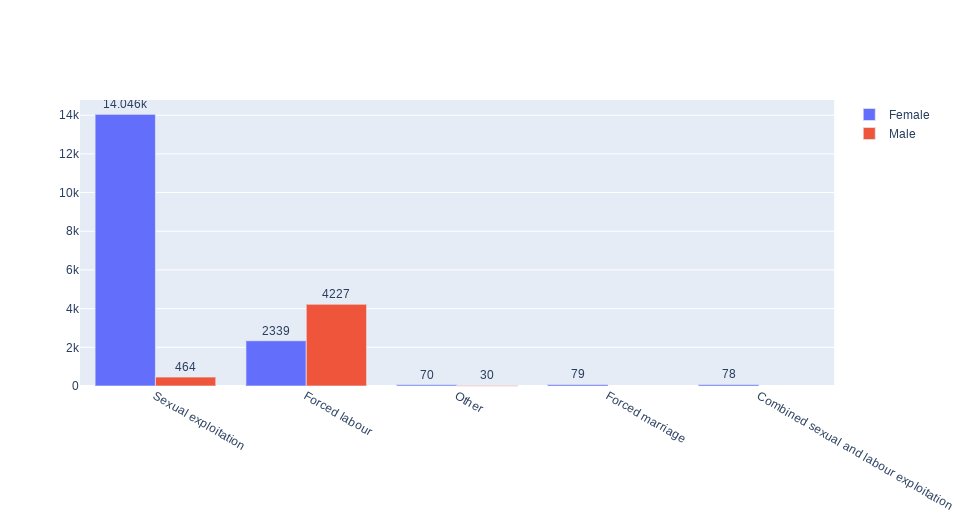 14.046k
14k
12k
10k
8k
6k
4k
2k
0
464
2339
4227
70
30
79
78
Sexual exploitation
Forced labour
Other
Forced marriage
Combined sexual and labour exploitation
Female
Male